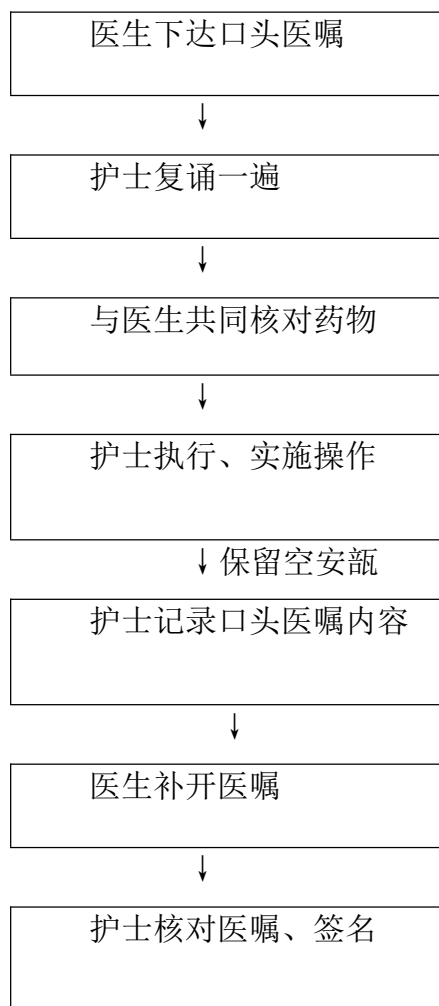 医生下达口头医嘱
↓
护士复诵一遍
↓
与医生共同核对药物
↓
护士执行、实施操作
↓保留空安瓿
护士记录口头医嘱内容
↓
医生补开医嘱
↓
护士核对医嘱、签名